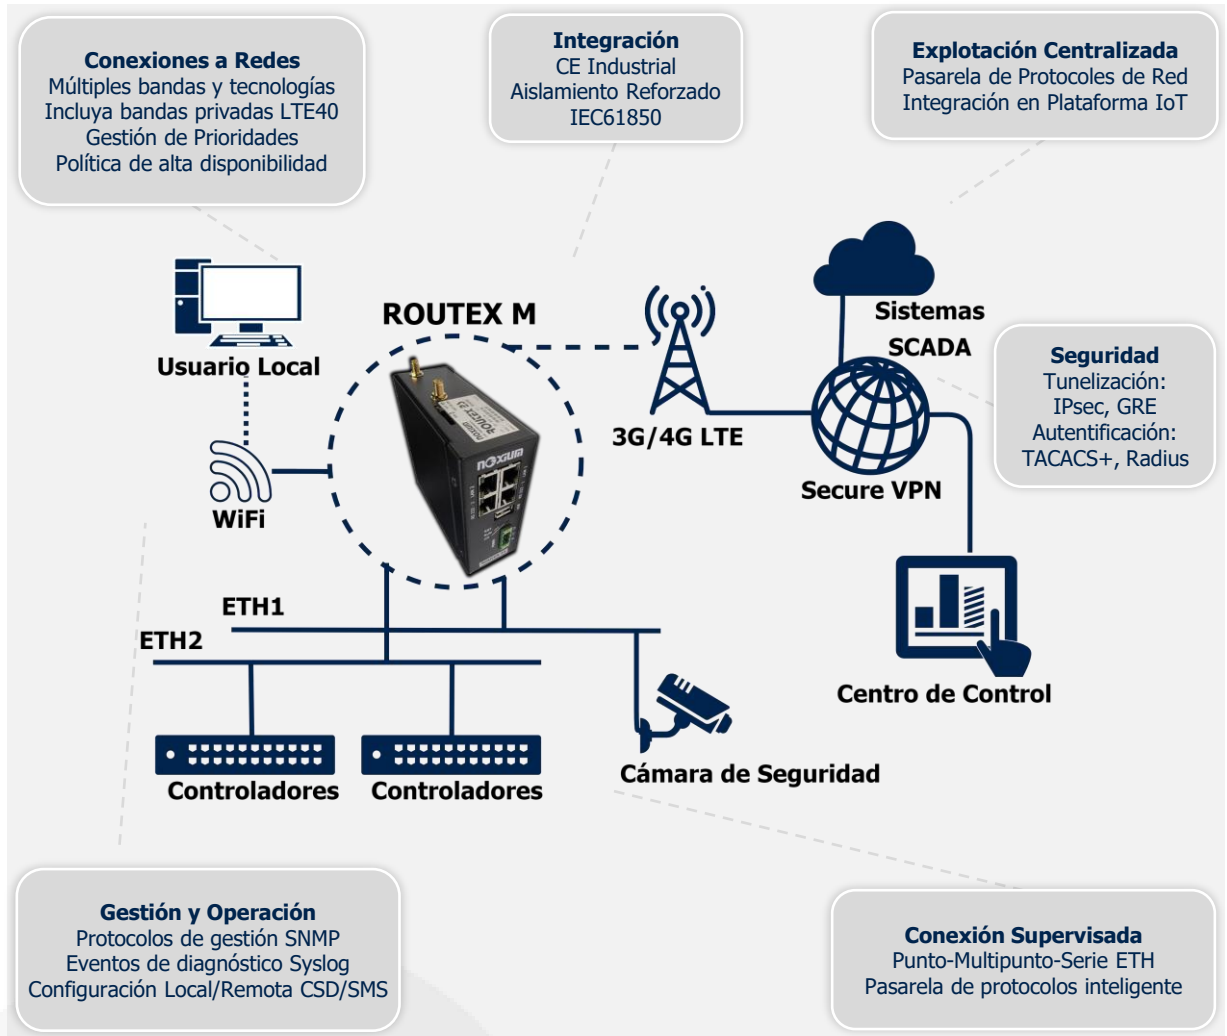 Conexiones a Redes
Múltiples bandas y tecnologías
Incluya bandas privadas LTE40
Gestión de Prioridades
Política de alta disponibilidad
Integración
CE Industrial
Aislamiento Reforzado
IEC61850
Explotación Centralizada
Pasarela de Protocoles de Red
Integración en Plataforma IoT
ROUTEX M
Usuario Local
WiFi
noxium
3G/4G LTE
Sistemas
SCADA
Secure VPN
Seguridad
Tunelización:
IPsec, GRE
Autentificación:
TACACS+, Radius
ETH1
ETH2
Centro de Control
Controladores
Controladores
Cámara de Seguridad
Gestión y Operación
Protocolos de gestión SNMP
Eventos de diagnóstico Syslog
Configuración Local/Remota CSD/SMS
Conexión Supervisada
Punto-Multipunto-Serie ETH
Pasarela de protocolos inteligente